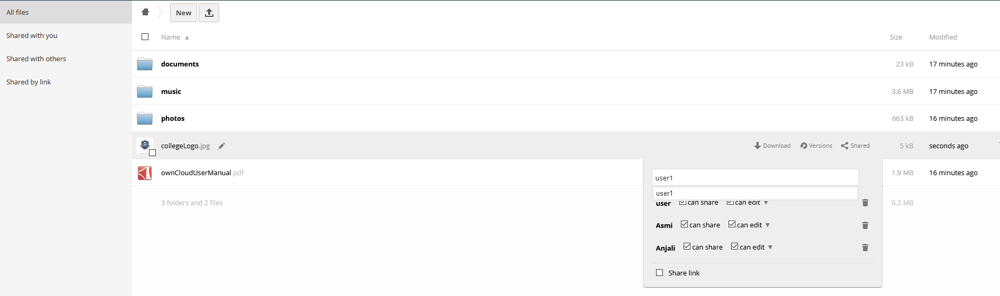 All files
Shared with you
Shared with others
Shared by link
New
Name ▲ Size Modified
documents 23 kB 17 minutes ago
music 3.6 MB 17 minutes ago
photos 663 kB 16 minutes ago
collegeLogo.jpg Download Versions Shared 5 kB seconds ago
ownCloudUserManual.pdf 1.9 MB 16 minutes ago
3 folders and 2 files 6.2 MB
user1
user1
user can share can edit ▼
Asmi can share can edit ▼
Anjali can share can edit ▼
Share link